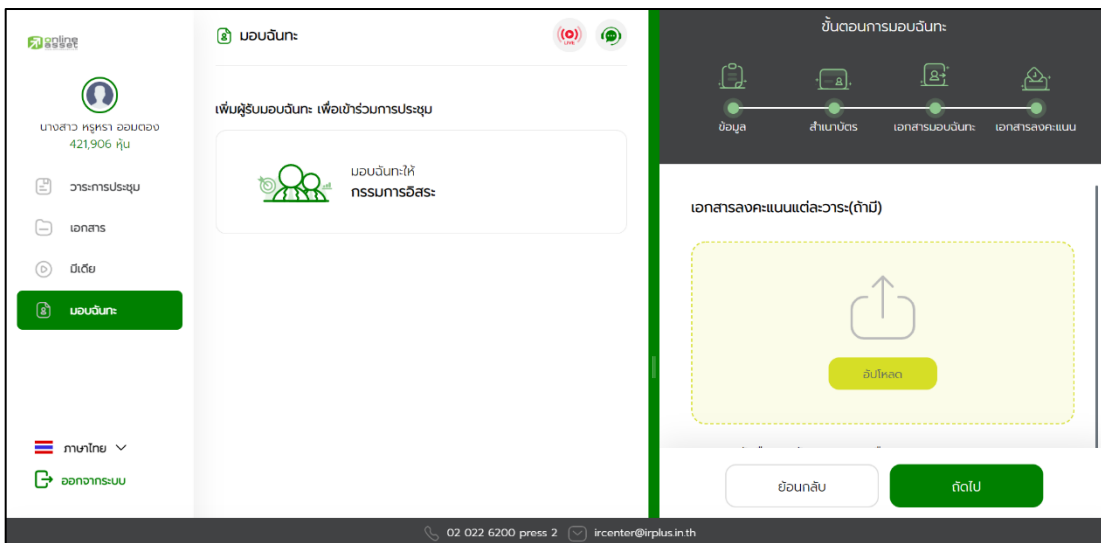 online
asset
นางสาว หรูหรา ออมตอง
421,906 หุ้น
วาระการประชุม
เอกสาร
มีเดีย
มอบฉันทะ
ภาษาไทย
ออกจากระบบ
มอบฉันทะ
LIVE
เพิ่มผู้รับมอบฉันทะ เพื่อเข้าร่วมการประชุม
มอบฉันทะให้
กรรมการอิสระ
ขั้นตอนการมอบฉันทะ
ข้อมูล
สำเนาบัตร
เอกสารมอบฉันทะ
เอกสารลงคะแนน
เอกสารลงคะแนนแต่ละวาระ(ถ้ามี)
อัปโหลด
ย้อนกลับ
ถัดไป
02 022 6200 press 2
ircenter@irplus.in.th